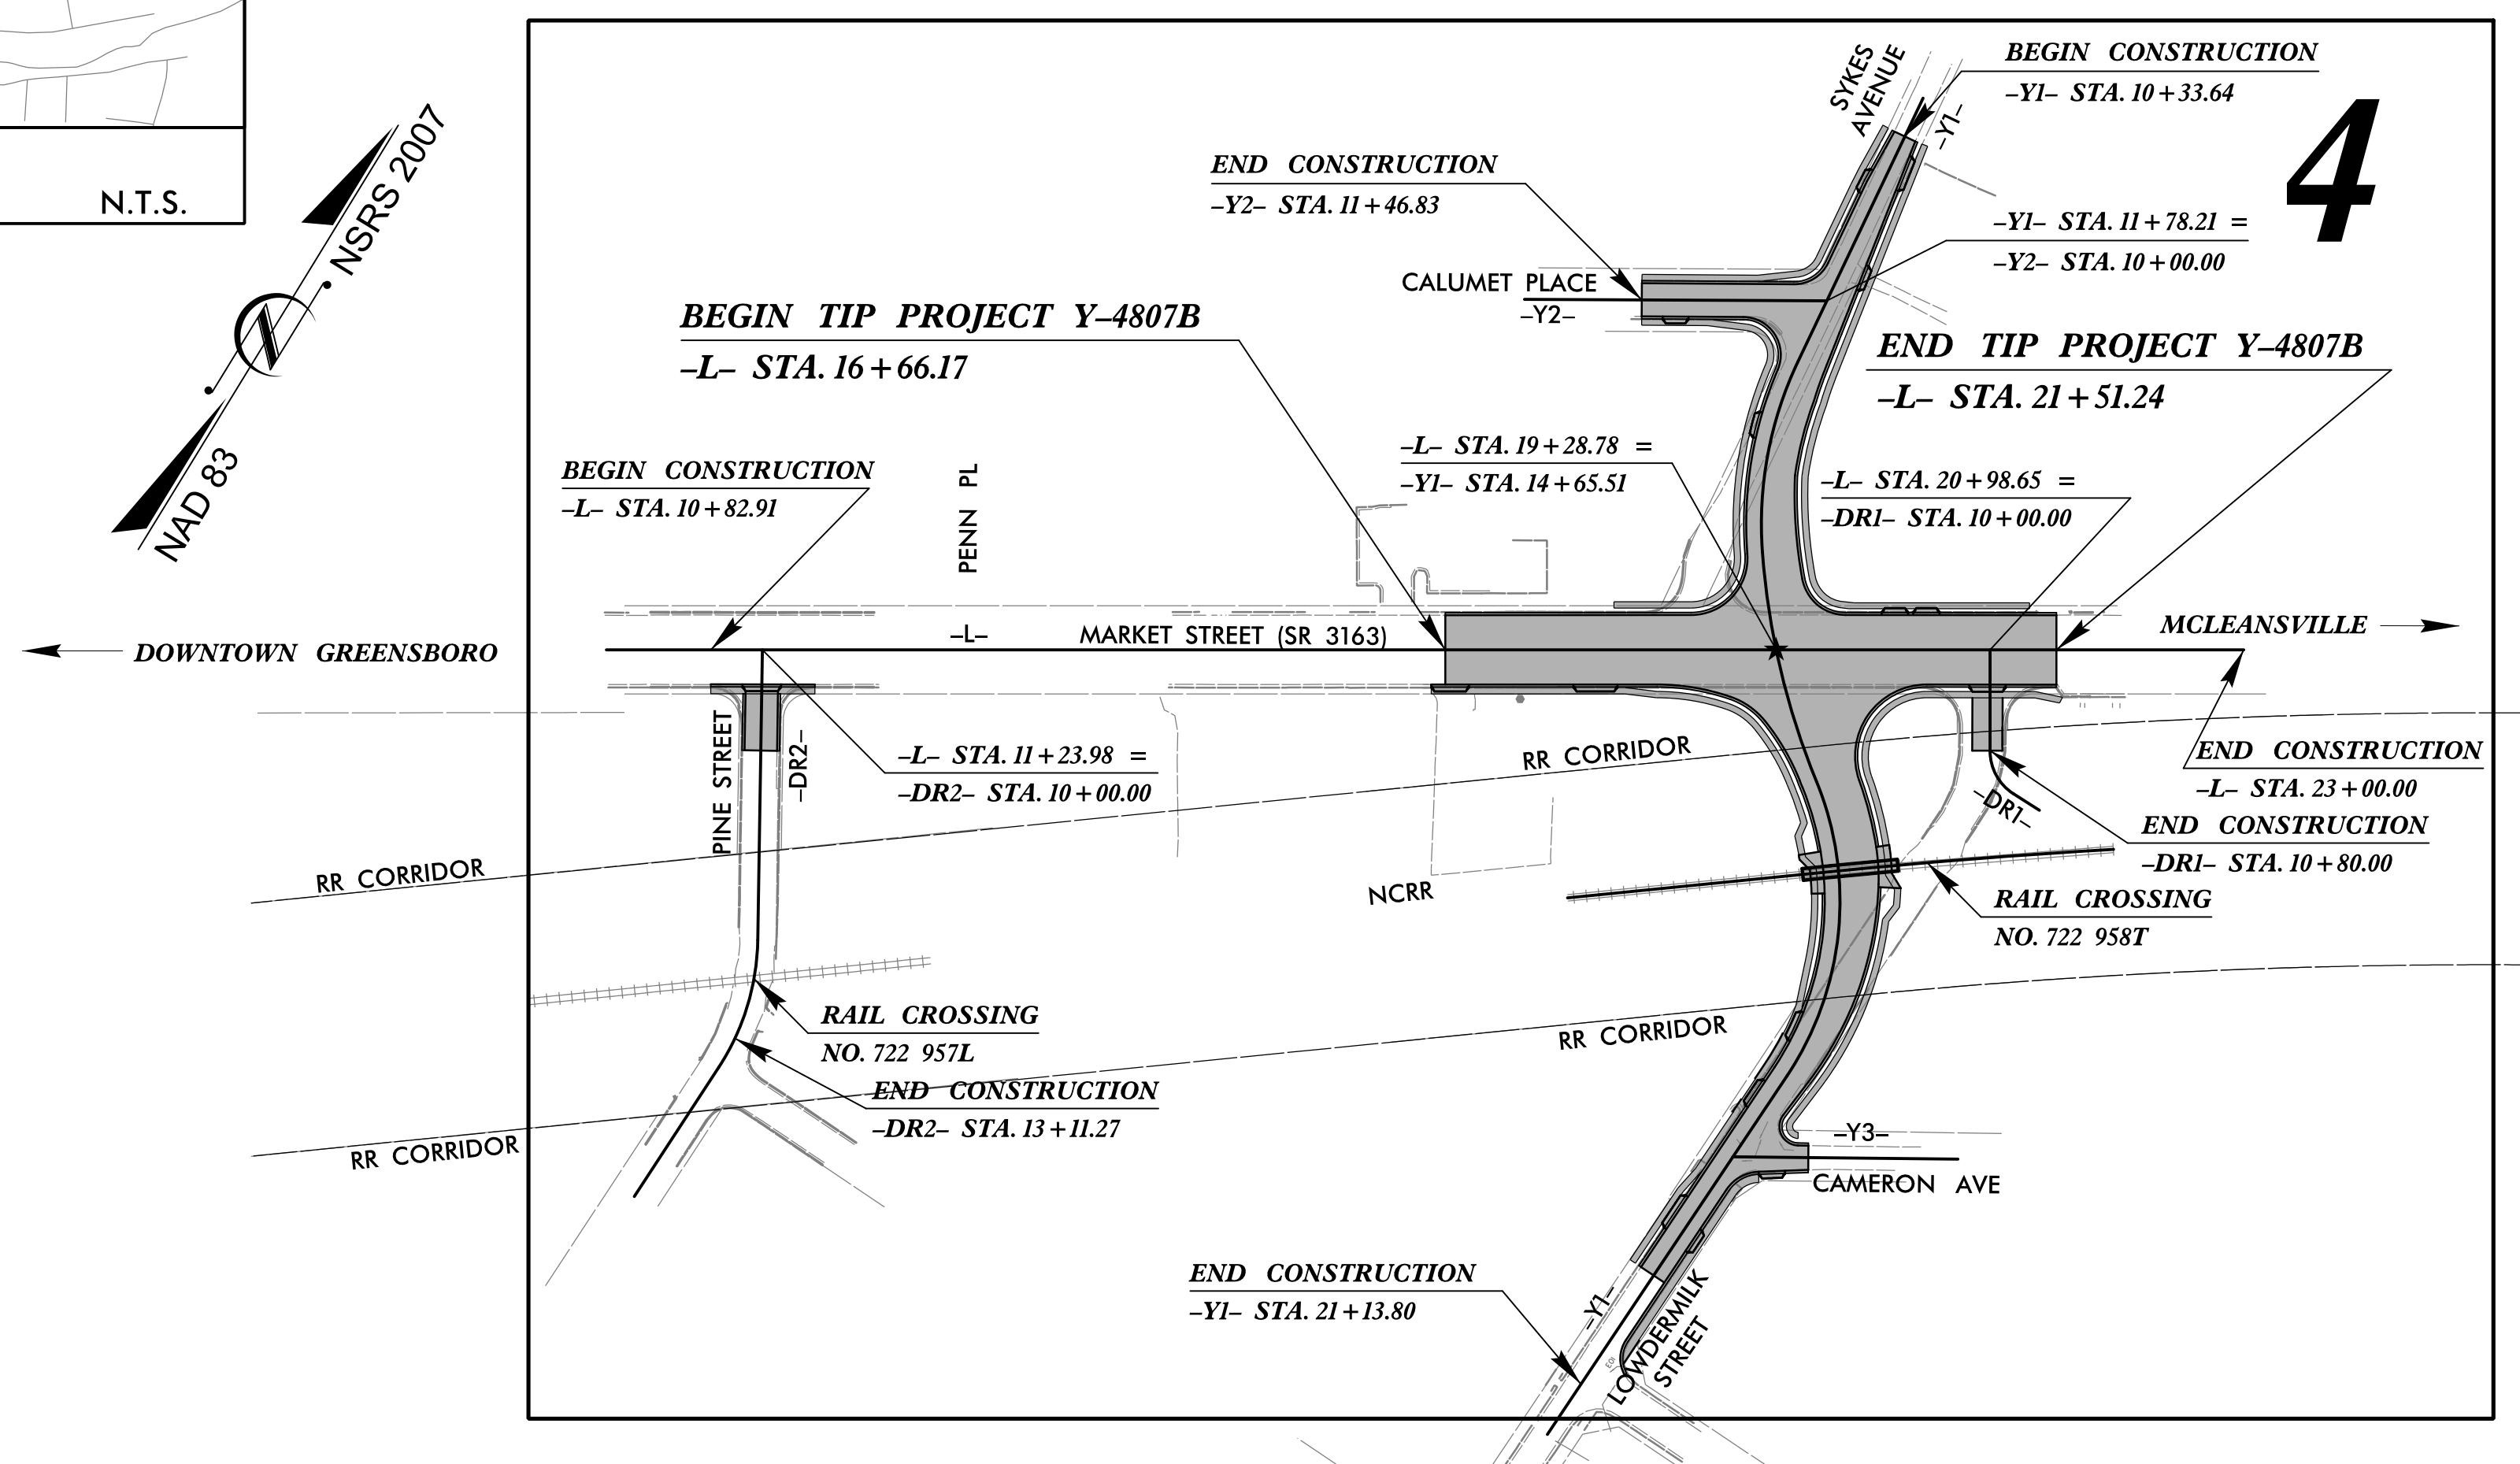 N.T.S.
NSRS 2007
NAD 83
N
4
SYKES
AVENUE
BEGIN CONSTRUCTION
–Y1– STA. 10+33.64
–Y1–
END CONSTRUCTION
–Y2– STA. 11+46.83
–Y1– STA. 11+78.21 =
–Y2– STA. 10+00.00
CALUMET PLACE
–Y2–
BEGIN TIP PROJECT Y–4807B
–L– STA. 16+66.17
END TIP PROJECT Y–4807B
–L– STA. 21+51.24
BEGIN CONSTRUCTION
–L– STA. 10+82.91
PENN PL
–L– STA. 19+28.78 =
–Y1– STA. 14+65.51
–L– STA. 20+98.65 =
–DR1– STA. 10+00.00
DOWNTOWN GREENSBORO
–L–
MARKET STREET (SR 3163)
MCLEANSVILLE
PINE STREET
–DR2–
–L– STA. 11+23.98 =
–DR2– STA. 10+00.00
RR CORRIDOR
END CONSTRUCTION
–L– STA. 23+00.00
–DR1–
END CONSTRUCTION
–DR1– STA. 10+80.00
RR CORRIDOR
NCRR
RAIL CROSSING
NO. 722 958T
RAIL CROSSING
NO. 722 957L
RR CORRIDOR
END CONSTRUCTION
–DR2– STA. 13+11.27
RR CORRIDOR
–Y3–
CAMERON AVE
END CONSTRUCTION
–Y1– STA. 21+13.80
–Y1–
LOWDERMILK
STREET